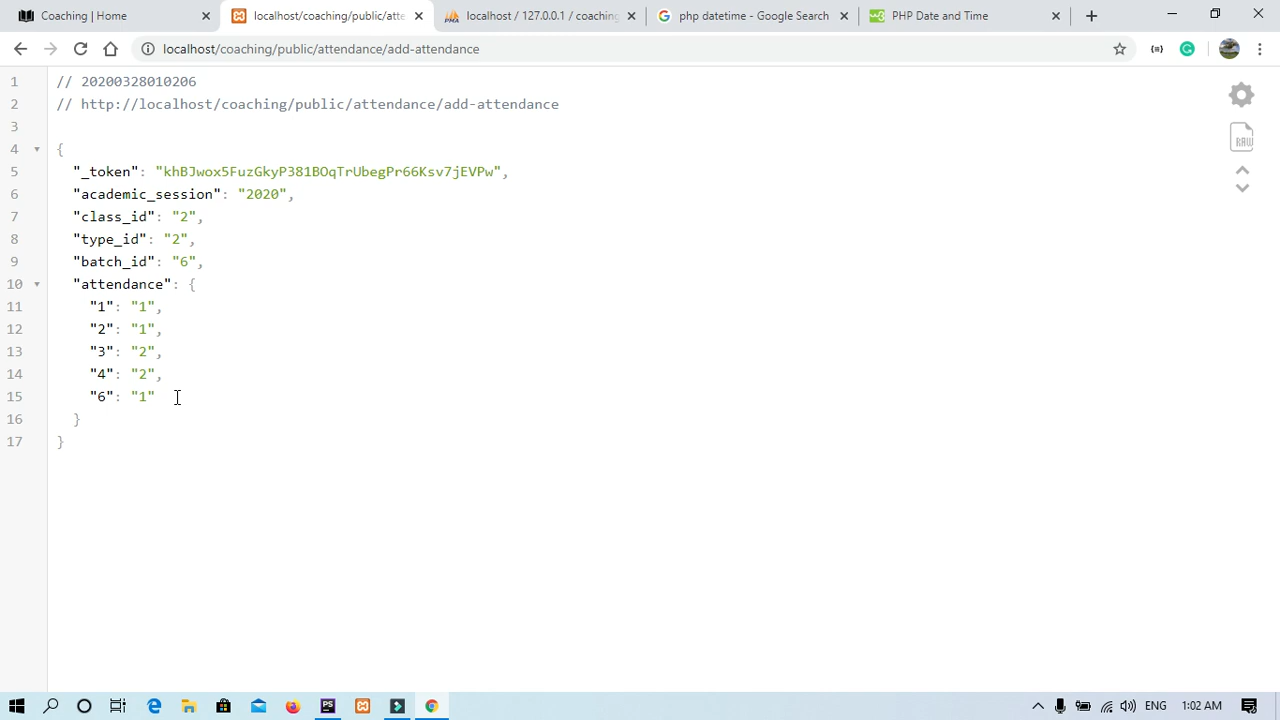 Coaching | Home
localhost/coaching/public/atte
localhost / 127.0.0.1 / coaching
php datetime - Google Search
PHP Date and Time
localhost/coaching/public/attendance/add-attendance
1 // 20200328010206
2 // http://localhost/coaching/public/attendance/add-attendance
3
4 {
5 "_token": "khBJwox5FuzGkyP381BOqTrUbegPr66Ksv7jEVPw",
6 "academic_session": "2020",
7 "class_id": "2",
8 "type_id": "2",
9 "batch_id": "6",
10 "attendance": {
11 "1": "1",
12 "2": "1",
13 "3": "2",
14 "4": "2",
15 "6": "1"
16 }
17 }
RAW
PS
ENG
1:02 AM